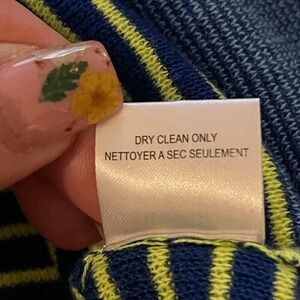 DRY CLEAN ONLY
NETTOYER A SEC SEULEMENT